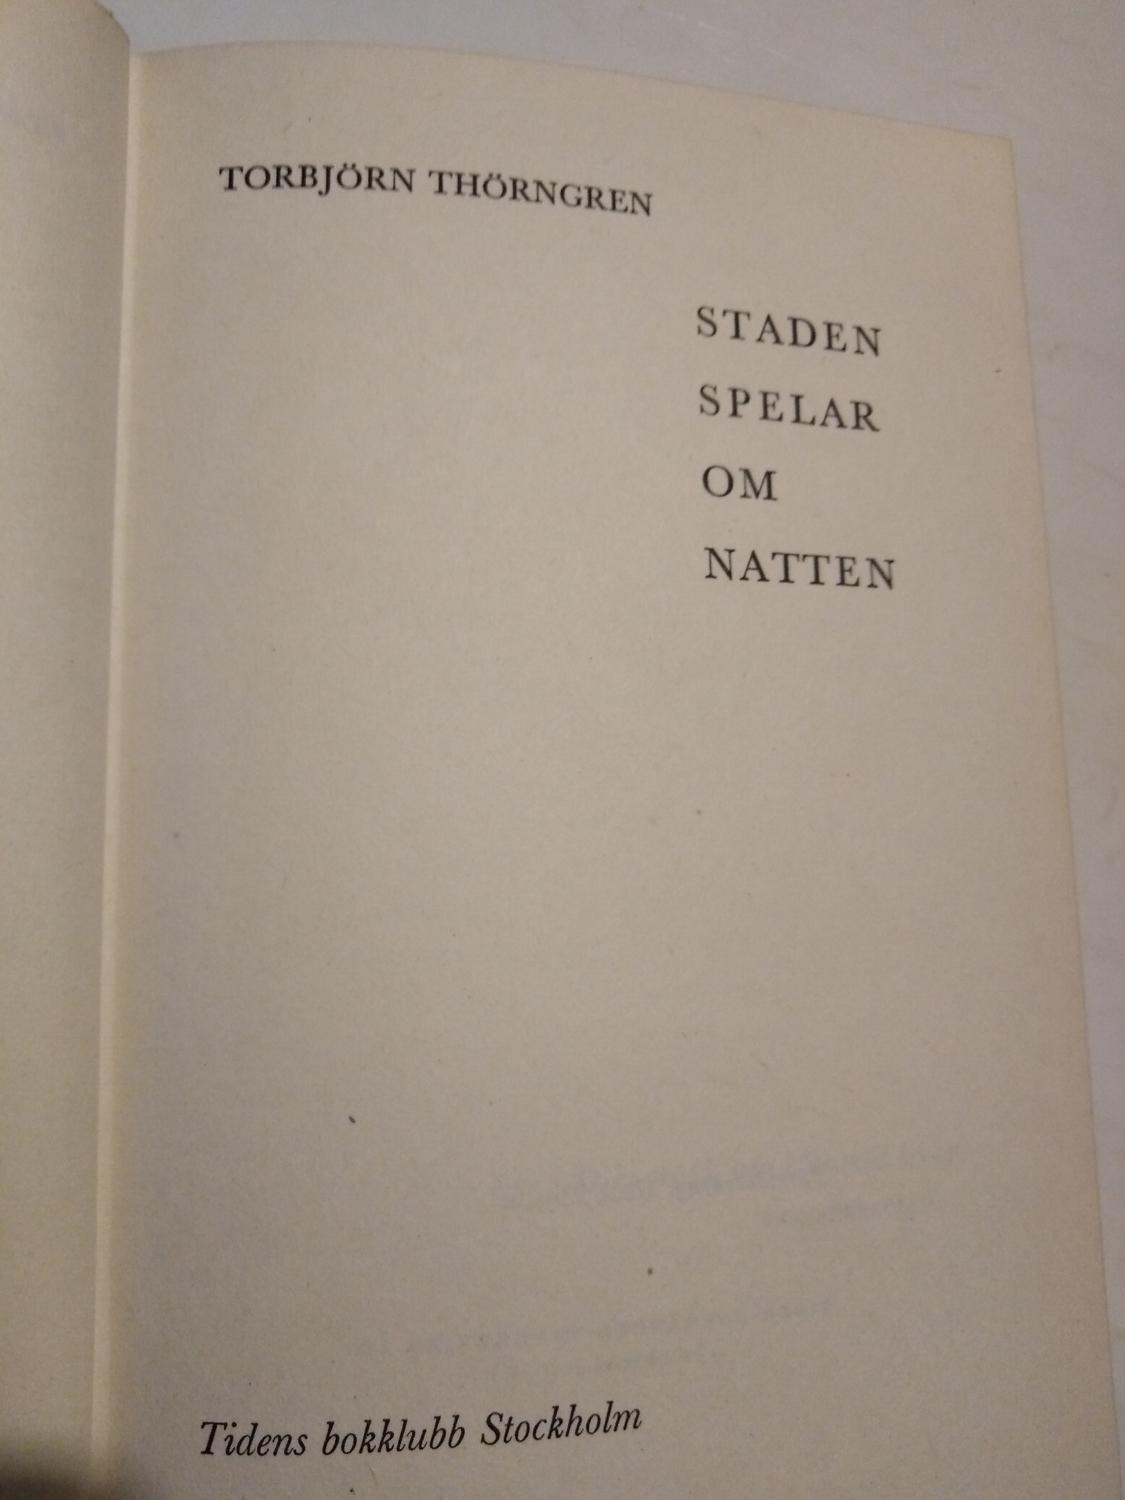 TORBJÖRN THÖRNGREN
STADEN
SPELAR
OM
NATTEN
Tidens bokklubb Stockholm